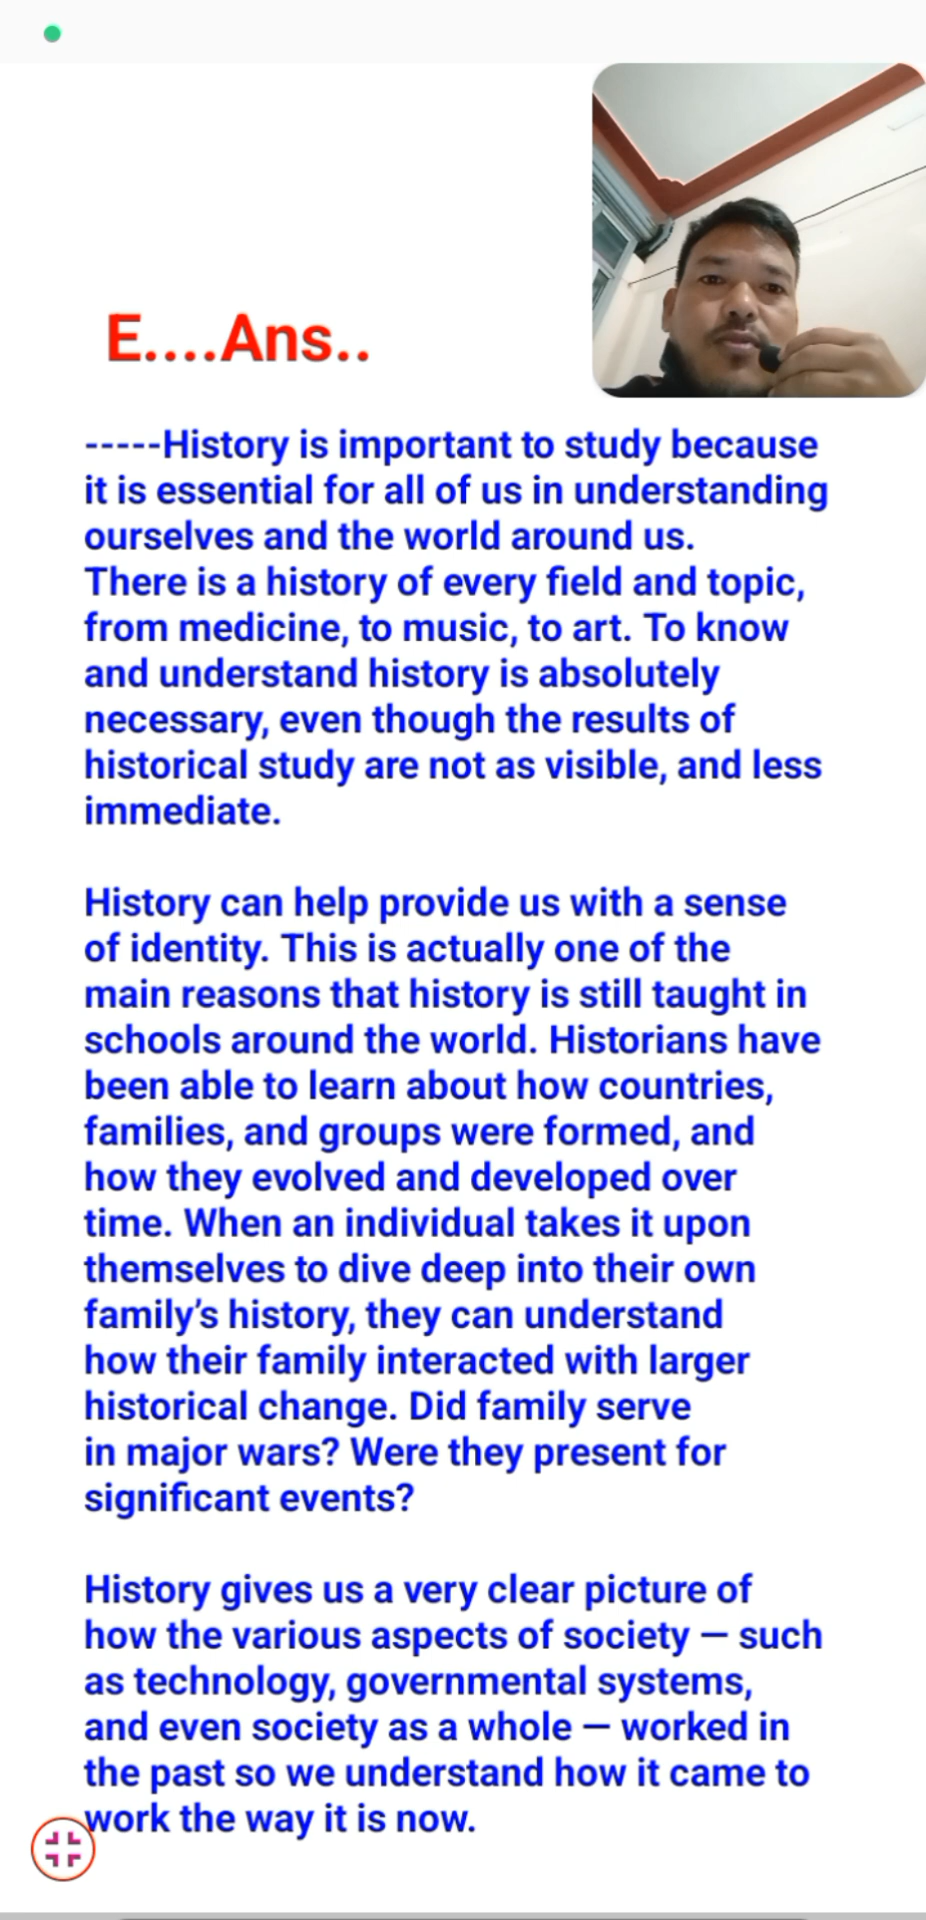 E....Ans..
-----History is important to study because
it is essential for all of us in understanding
ourselves and the world around us.
There is a history of every field and topic,
from medicine, to music, to art. To know
and understand history is absolutely
necessary, even though the results of
historical study are not as visible, and less
immediate.
History can help provide us with a sense
of identity. This is actually one of the
main reasons that history is still taught in
schools around the world. Historians have
been able to learn about how countries,
families, and groups were formed, and
how they evolved and developed over
time. When an individual takes it upon
themselves to dive deep into their own
family’s history, they can understand
how their family interacted with larger
historical change. Did family serve
in major wars? Were they present for
significant events?
History gives us a very clear picture of
how the various aspects of society — such
as technology, governmental systems,
and even society as a whole — worked in
the past so we understand how it came to
work the way it is now.